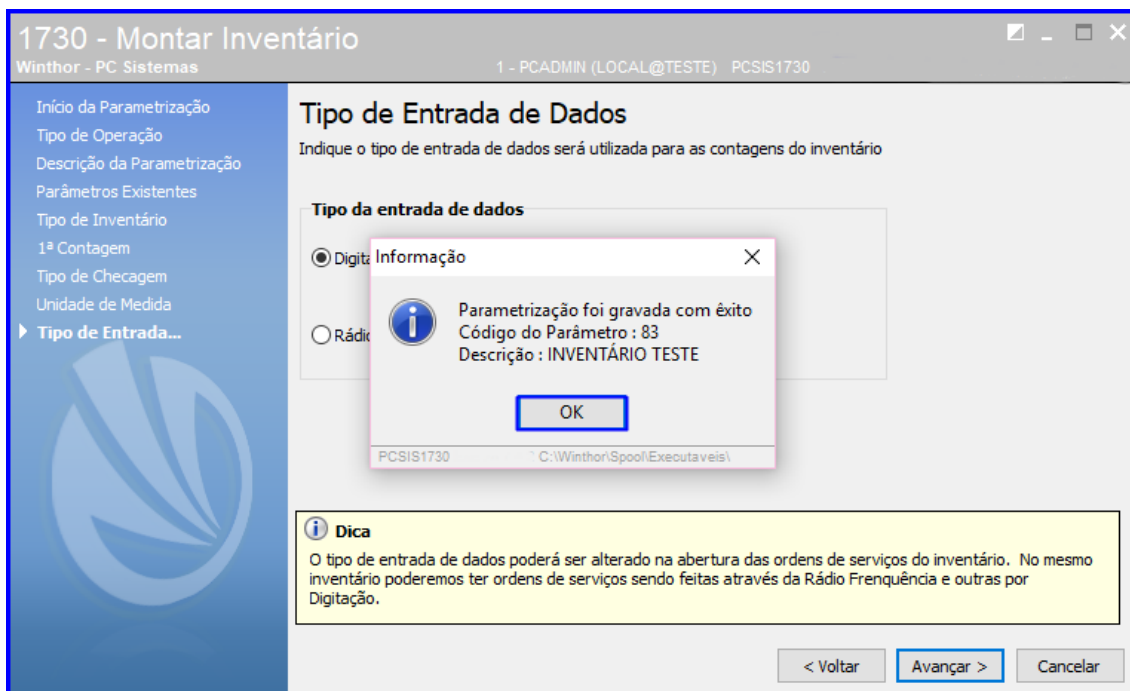 1730 - Montar Inventário
Winthor - PC Sistemas
1 - PCADMIN (LOCAL@TESTE) PCSIS1730
Início da Parametrização
Tipo de Operação
Descrição da Parametrização
Parâmetros Existentes
Tipo de Inventário
1ª Contagem
Tipo de Checagem
Unidade de Medida
Tipo de Entrada...
Tipo de Entrada de Dados
Indique o tipo de entrada de dados será utilizada para as contagens do inventário
Tipo da entrada de dados
Digita
Rádio
Informação
Parametrização foi gravada com êxito
Código do Parâmetro : 83
Descrição : INVENTÁRIO TESTE
OK
PCSIS1730 C:\Winthor\Spool\Executaveis\
Dica
O tipo de entrada de dados poderá ser alterado na abertura das ordens de serviços do inventário. No mesmo
inventário poderemos ter ordens de serviços sendo feitas através da Rádio Frenquência e outras por
Digitação.
< Voltar
Avançar >
Cancelar